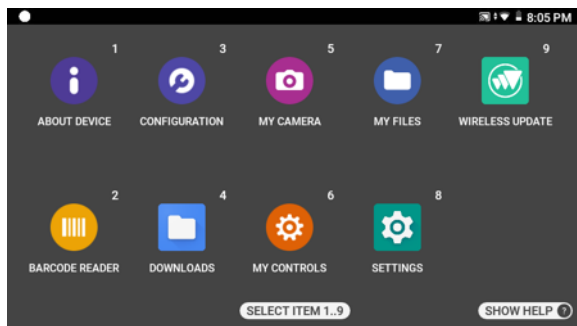 8:05 PM
1 3 5 7 9
ABOUT DEVICE CONFIGURATION MY CAMERA MY FILES WIRELESS UPDATE
2 4 6 8
BARCODE READER DOWNLOADS MY CONTROLS SETTINGS
SELECT ITEM 1..9 SHOW HELP ?